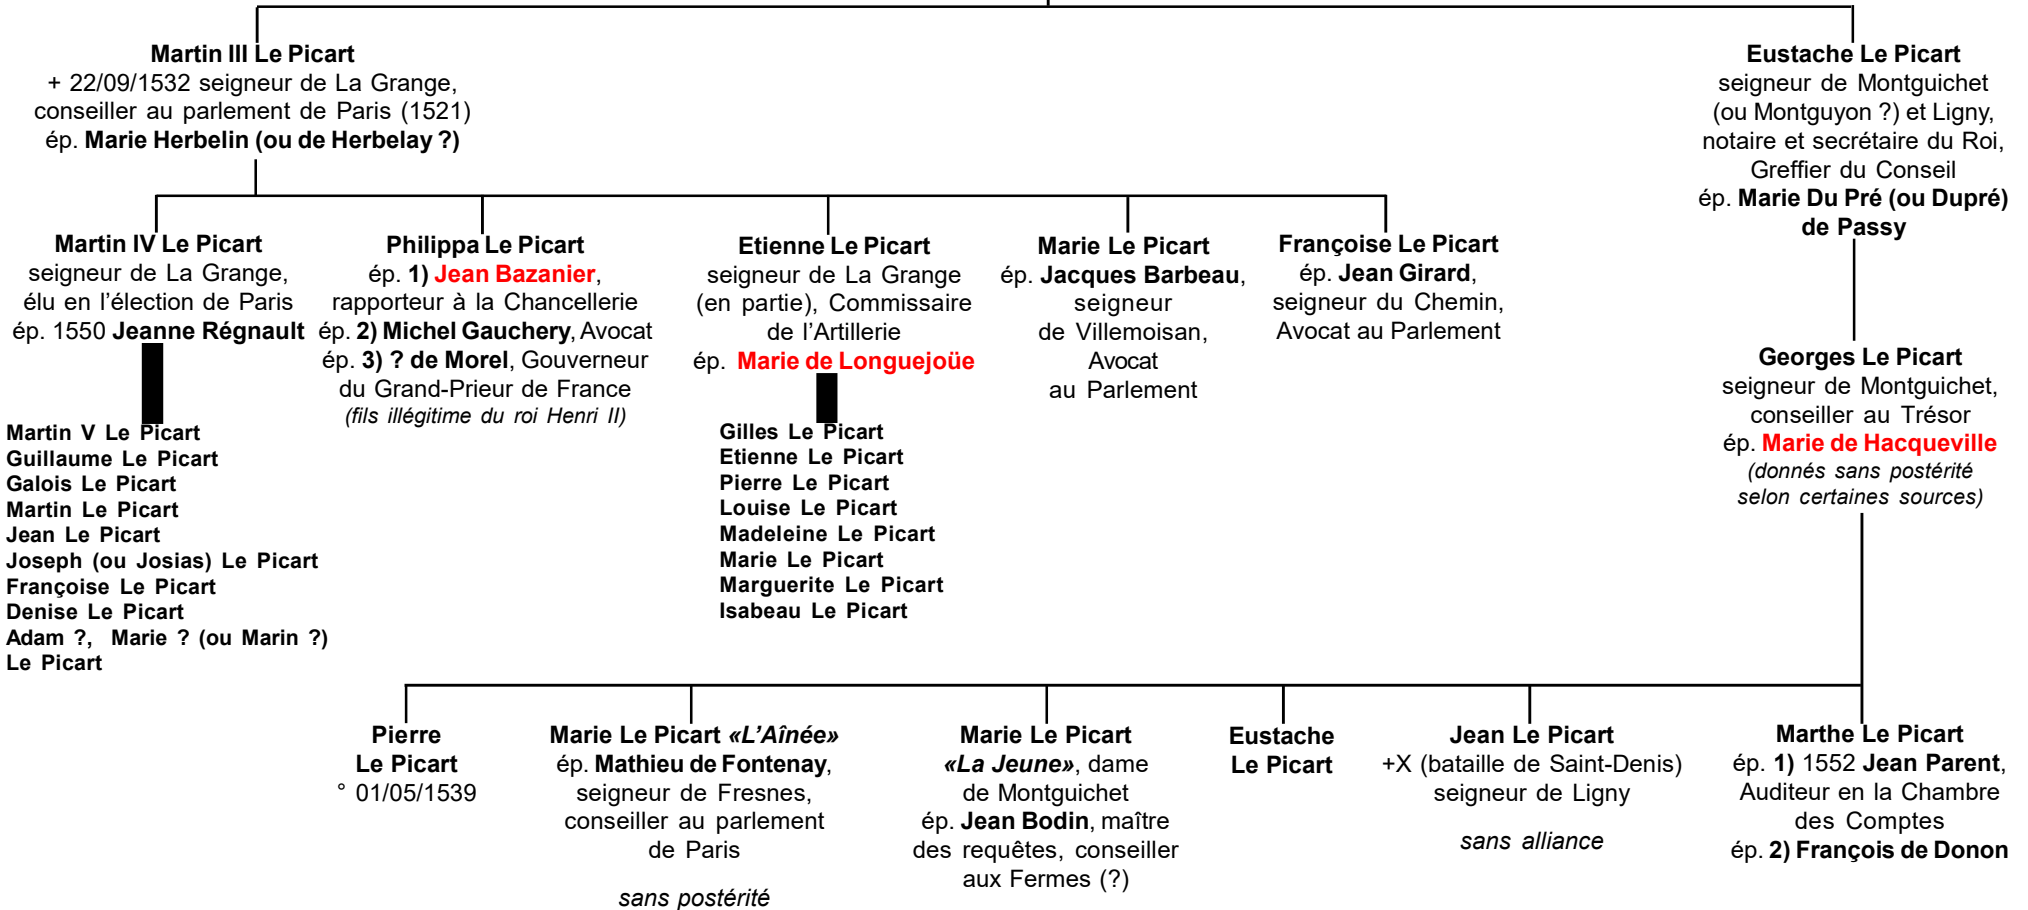 Martin III Le Picart
+ 22/09/1532 seigneur de La Grange,
conseiller au parlement de Paris (1521)
ép. Marie Herbelin (ou de Herbelay ?)
Eustache Le Picart
seigneur de Montguichet
(ou Montguyon ?) et Ligny,
notaire et secrétaire du Roi,
Greffier du Conseil
ép. Marie Du Pré (ou Dupré)
de Passy
Martin IV Le Picart
seigneur de La Grange,
élu en l’élection de Paris
ép. 1550 Jeanne Régnault
Philippa Le Picart
ép. 1) Jean Bazanier,
rapporteur à la Chancellerie
ép. 2) Michel Gauchery, Avocat
ép. 3) ? de Morel, Gouverneur
du Grand-Prieur de France
(fils illégitime du roi Henri II)
Etienne Le Picart
seigneur de La Grange
(en partie), Commissaire
de l’Artillerie
ép. Marie de Longuejoüe
Marie Le Picart
ép. Jacques Barbeau,
seigneur
de Villemoisan,
Avocat
au Parlement
Françoise Le Picart
ép. Jean Girard,
seigneur du Chemin,
Avocat au Parlement
Georges Le Picart
seigneur de Montguichet,
conseiller au Trésor
ép. Marie de Hacqueville
(donnés sans postérité
selon certaines sources)
Martin V Le Picart
Guillaume Le Picart
Galois Le Picart
Martin Le Picart
Jean Le Picart
Joseph (ou Josias) Le Picart
Françoise Le Picart
Denise Le Picart
Adam ?, Marie ? (ou Marin ?)
Le Picart
Gilles Le Picart
Etienne Le Picart
Pierre Le Picart
Louise Le Picart
Madeleine Le Picart
Marie Le Picart
Marguerite Le Picart
Isabeau Le Picart
Pierre
Le Picart
° 01/05/1539
Marie Le Picart «L’Aînée»
ép. Mathieu de Fontenay,
seigneur de Fresnes,
conseiller au parlement
de Paris
sans postérité
Marie Le Picart
«La Jeune», dame
de Montguichet
ép. Jean Bodin, maître
des requêtes, conseiller
aux Fermes (?)
Eustache
Le Picart
Jean Le Picart
+X (bataille de Saint-Denis)
seigneur de Ligny
sans alliance
Marthe Le Picart
ép. 1) 1552 Jean Parent,
Auditeur en la Chambre
des Comptes
ép. 2) François de Donon